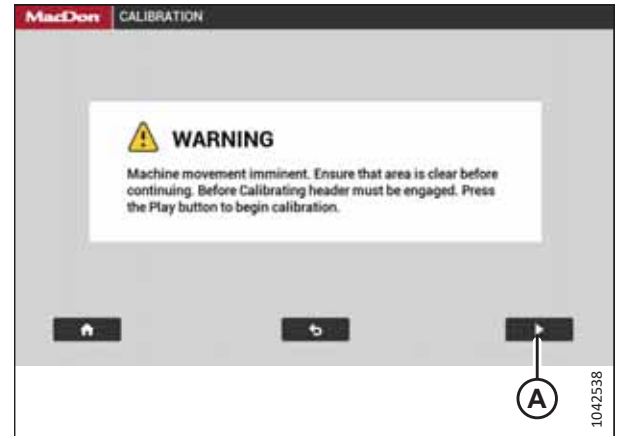 MacDon CALIBRATION
WARNING
Machine movement imminent. Ensure that area is clear before
continuing. Before Calibrating header must be engaged. Press
the Play button to begin calibration.
A
1042538